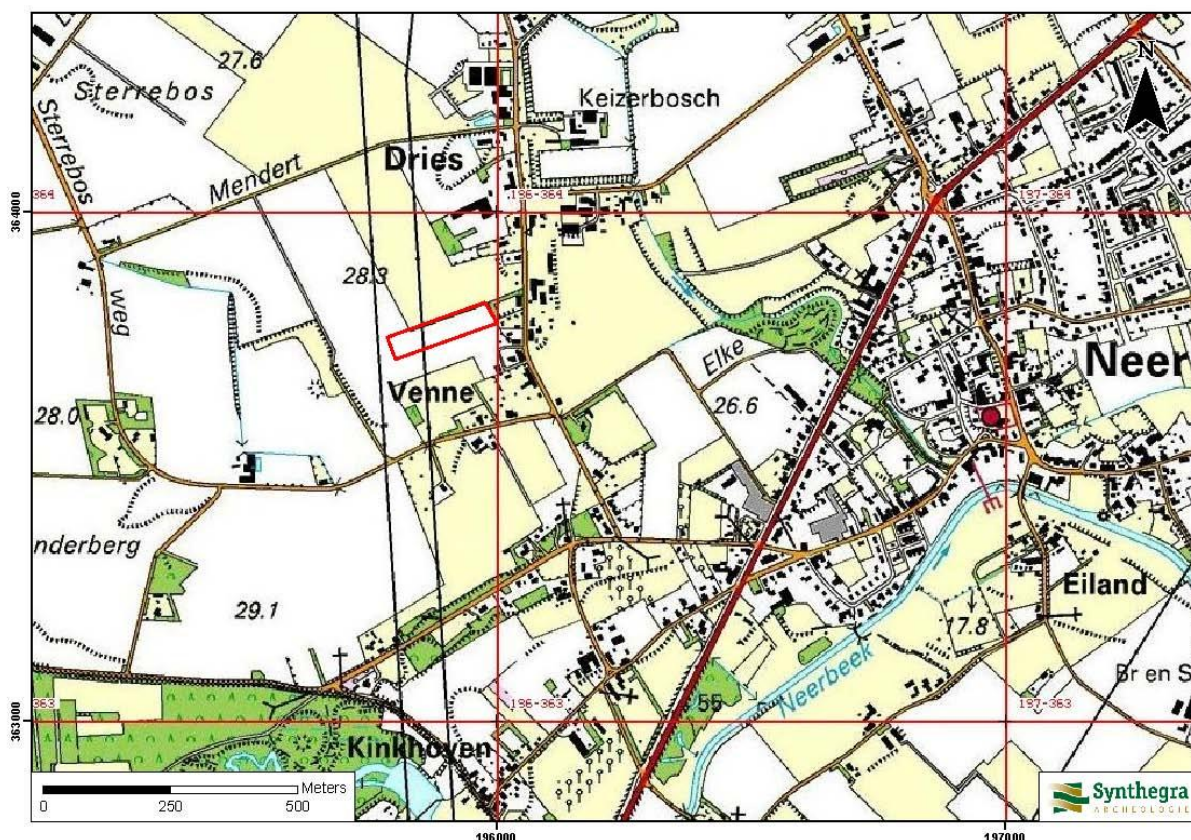 27.6
Sterrebos
Keizerbosch
N
Sterrebos
Dries
Mendert
364
196-364
197-364
364000
28.3
weg
Elke
Neer
Venne
26.6
28.0
E
nderberg
Eiland
29.1
17.8
Neerbeek
Br en S
55
363
196-363
197-363
363000
Kinkhoven
Meters
0 250 500
Synthegra
ARCHEOLOGIE
196000
197000